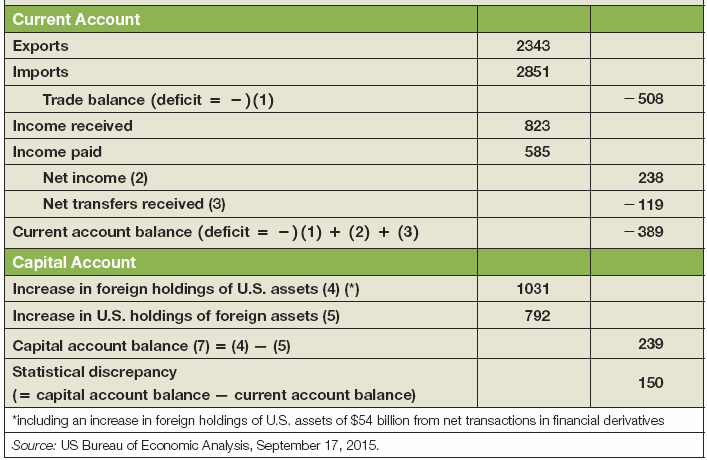 Current Account
Exports 2343
Imports 2851
Trade balance (deficit = −)(1) −508
Income received 823
Income paid 585
Net income (2) 238
Net transfers received (3) −119
Current account balance (deficit = −)(1) + (2) + (3) −389
Capital Account
Increase in foreign holdings of U.S. assets (4) (*) 1031
Increase in U.S. holdings of foreign assets (5) 792
Capital account balance (7) = (4) − (5) 239
Statistical discrepancy
(= capital account balance − current account balance) 150
*including an increase in foreign holdings of U.S. assets of $54 billion from net transactions in financial derivatives
Source: US Bureau of Economic Analysis, September 17, 2015.